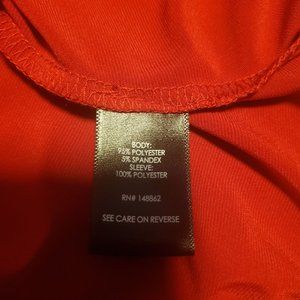 BODY:
95% POLYESTER
5% SPANDEX
SLEEVE:
100% POLYESTER
RN# 148862
SEE CARE ON REVERSE